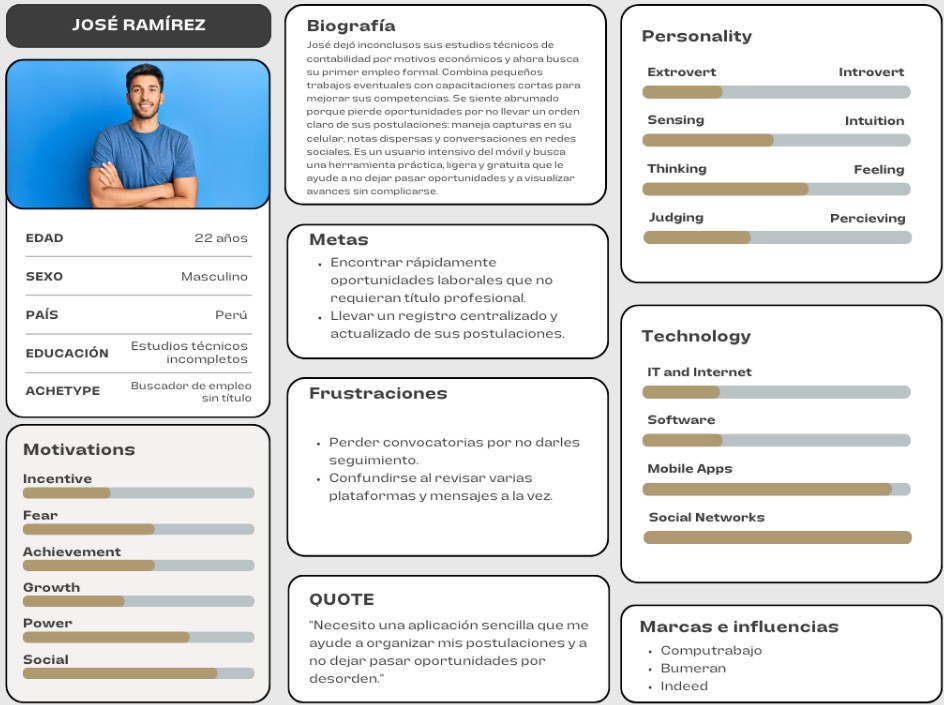 JOSÉ RAMÍREZ
EDAD 22 años
SEXO Masculino
PAÍS Perú
EDUCACIÓN Estudios técnicos
incompletos
ACHETYPE Buscador de empleo
sin título
Motivations
Incentive
Fear
Achievement
Growth
Power
Social
Biografía
José dejó inconclusos sus estudios técnicos de
contabilidad por motivos económicos y ahora busca
su primer empleo formal. Combina pequeños
trabajos eventuales con capacitaciones cortas para
mejorar sus competencias. Se siente abrumado
porque pierde oportunidades por no llevar un orden
claro de sus postulaciones: maneja capturas en su
celular, notas dispersas y conversaciones en redes
sociales. Es un usuario intensivo del móvil y busca
una herramienta práctica, ligera y gratuita que le
ayude a no dejar pasar oportunidades y a visualizar
avances sin complicarse.
Metas
• Encontrar rápidamente
oportunidades laborales que no
requieran título profesional.
• Llevar un registro centralizado y
actualizado de sus postulaciones.
Frustraciones
• Perder convocatorias por no darles
seguimiento.
• Confundirse al revisar varias
plataformas y mensajes a la vez.
QUOTE
"Necesito una aplicación sencilla que me
ayude a organizar mis postulaciones y a
no dejar pasar oportunidades por
desorden."
Personality
Extrovert Introvert
Sensing Intuition
Thinking Feeling
Judging Percieving
Technology
IT and Internet
Software
Mobile Apps
Social Networks
Marcas e influencias
• Computrabajo
• Bumeran
• Indeed